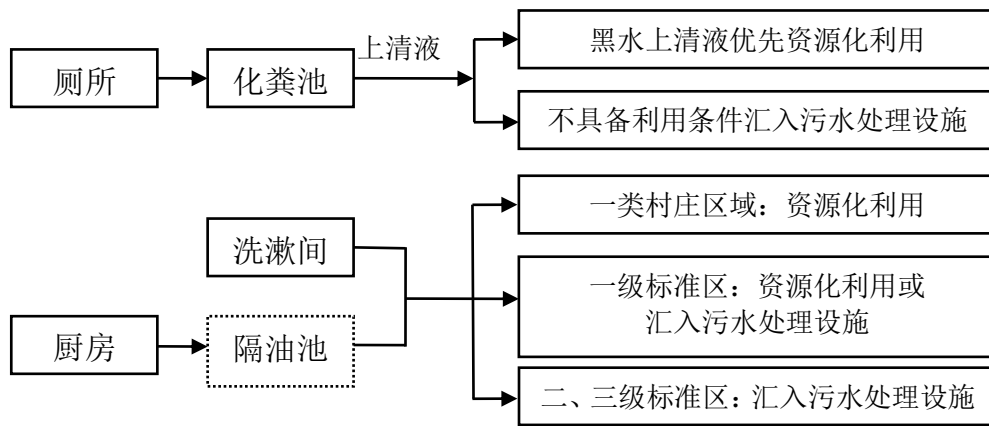 厕所
化粪池
上清液
黑水上清液优先资源化利用
不具备利用条件汇入污水处理设施
洗漱间
厨房
隔油池
一类村庄区域：资源化利用
一级标准区：资源化利用或
汇入污水处理设施
二、三级标准区：汇入污水处理设施